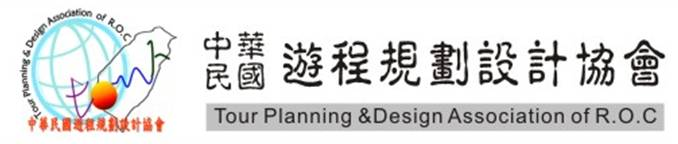 Tour Planning & Design Association of R.O.C
中華民國遊程規劃設計協會
中華
民國
遊程規劃設計協會
Tour Planning &Design Association of R.O.C